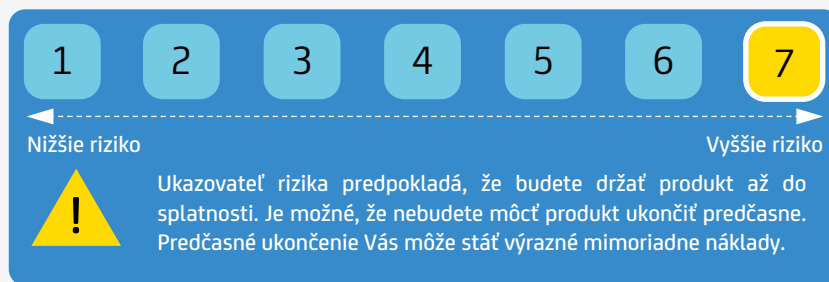 1 2 3 4 5 6 7
Nižšie riziko Vyššie riziko
!
Ukazovateľ rizika predpokladá, že budete držať produkt až do
splatnosti. Je možné, že nebudete môcť produkt ukončiť predčasne.
Predčasné ukončenie Vás môže stáť výrazné mimoriadne náklady.